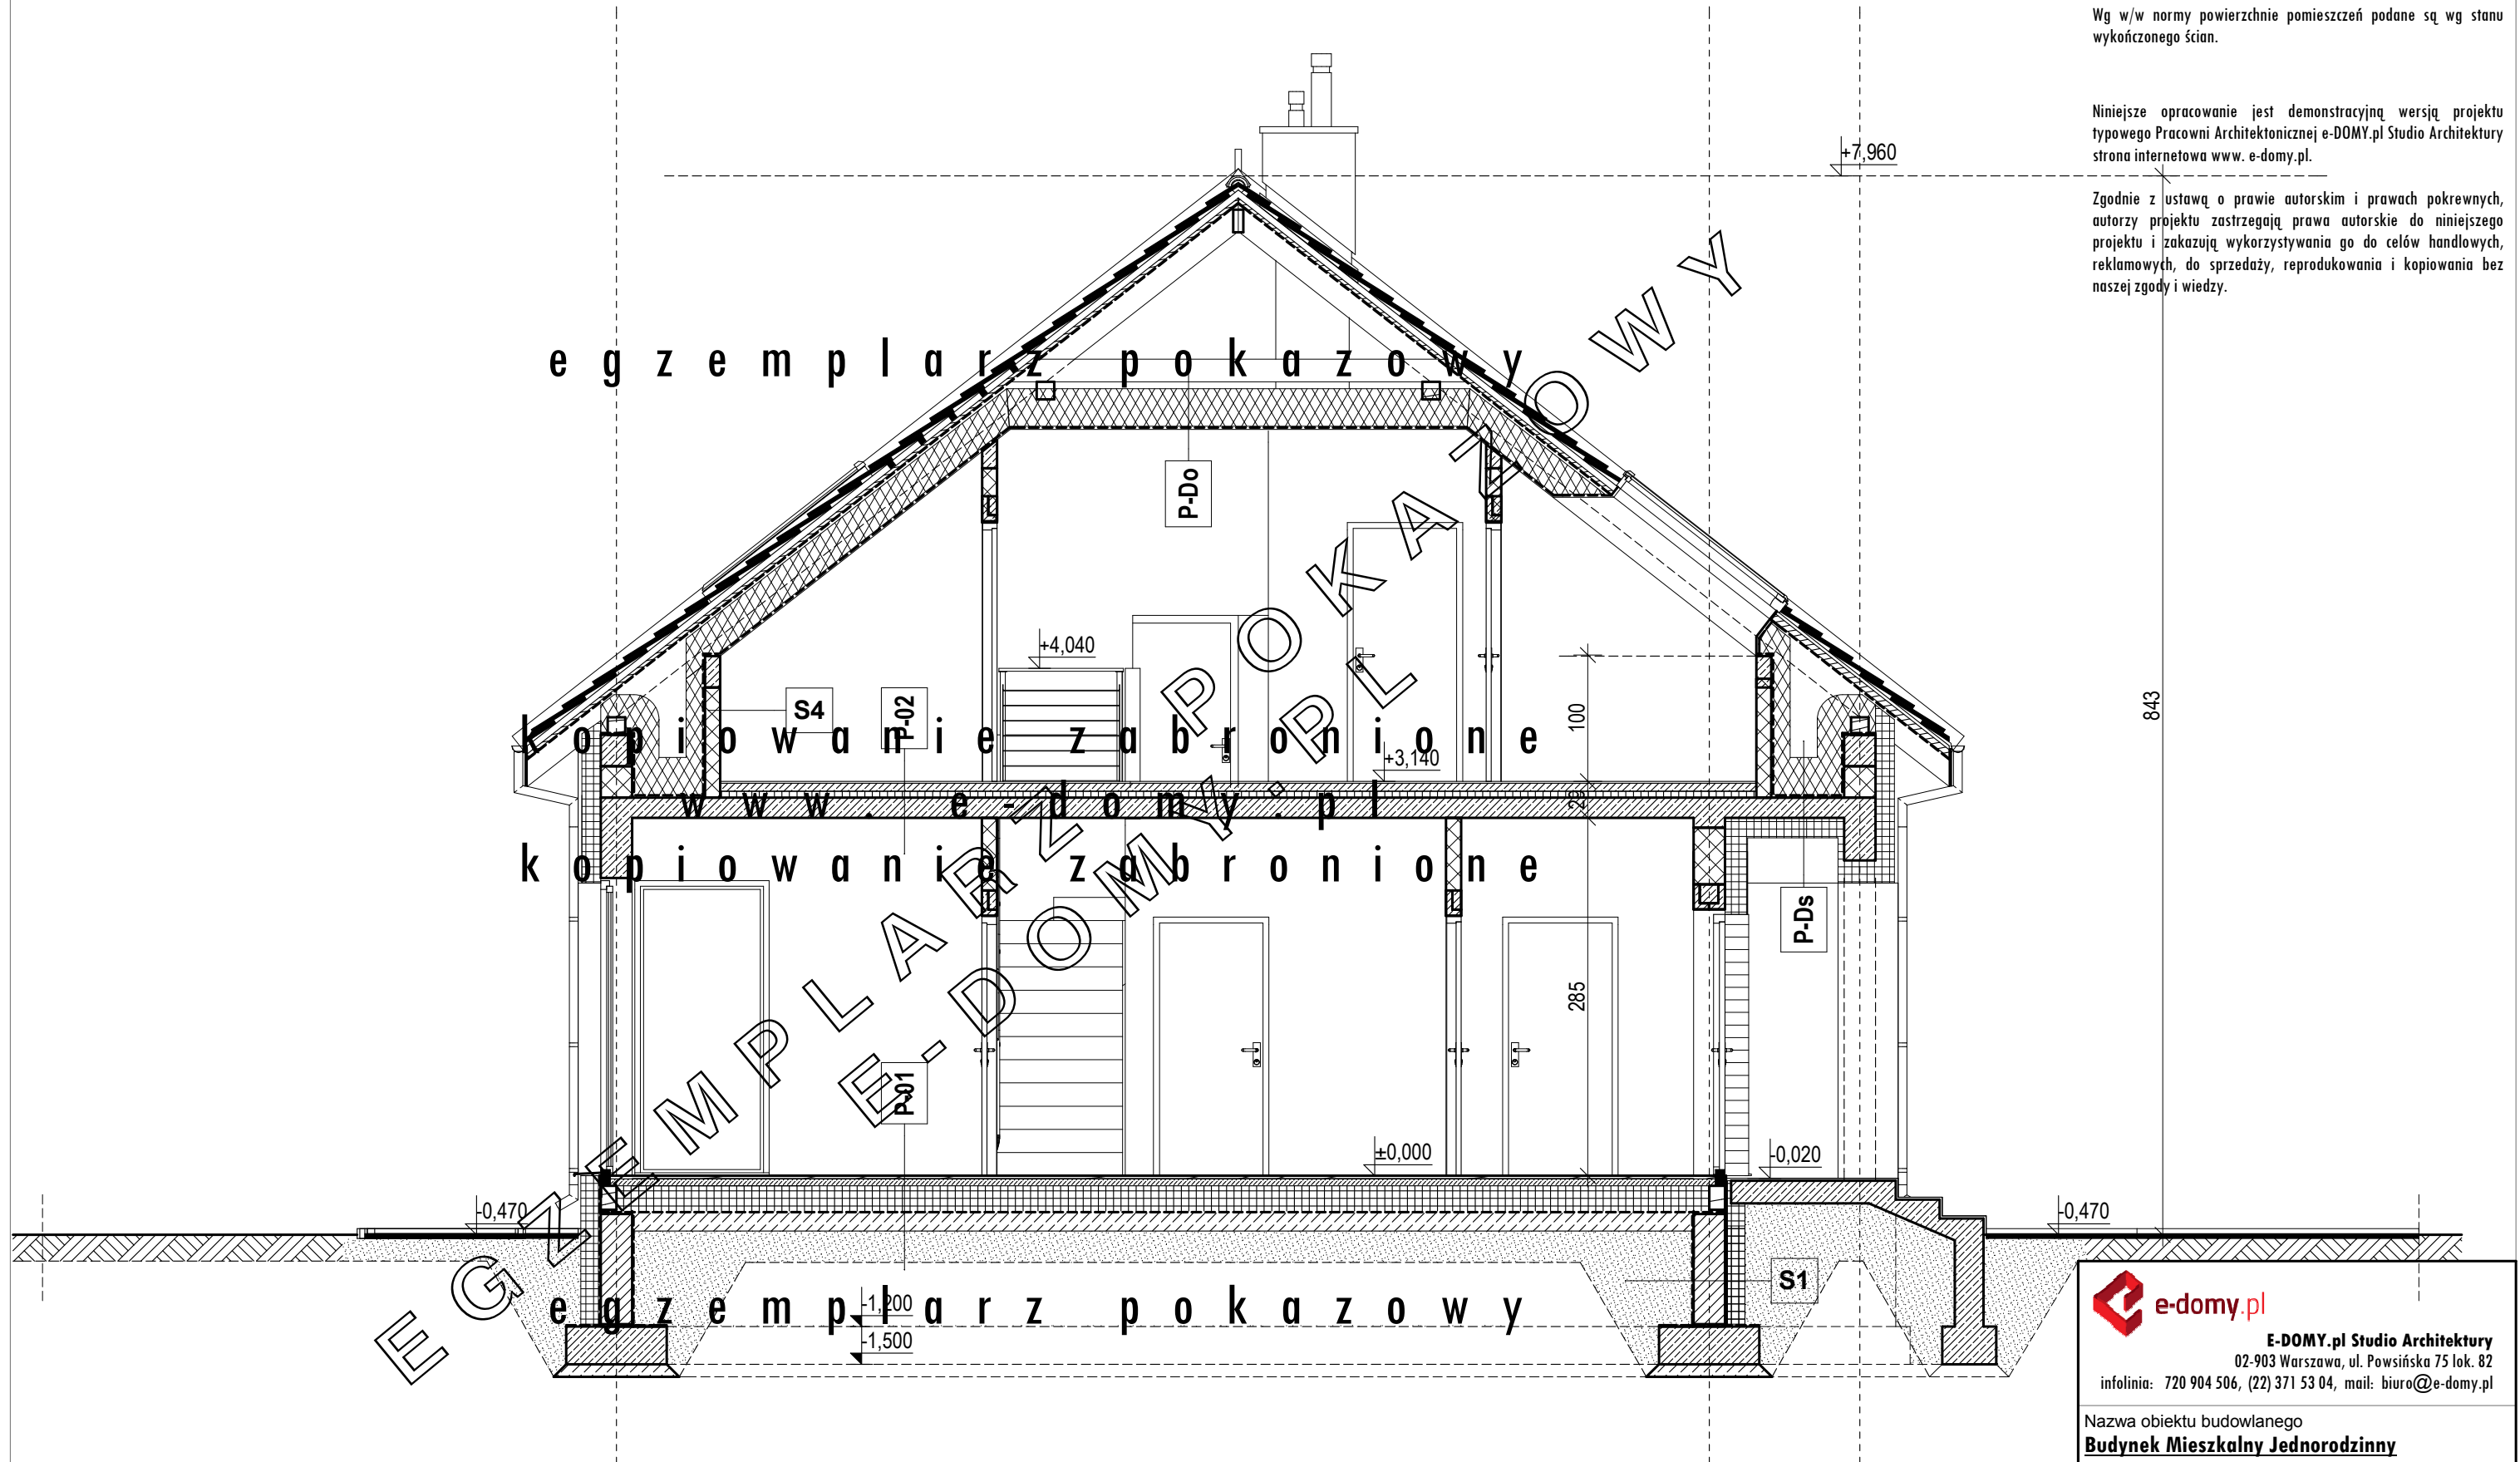 Wg w/w normy powierzchnie pomieszczeń podane są wg stanu
wykończonego ścian.
Niniejsze opracowanie jest demonstracyjną wersją projektu
typowego Pracowni Architektonicznej e-DOMY.pl Studio Architektury
strona internetowa www. e-domy.pl.
Zgodnie z ustawą o prawie autorskim i prawach pokrewnych,
autorzy projektu zastrzegają prawa autorskie do niniejszego
projektu i zakazują wykorzystywania go do celów handlowych,
reklamowych, do sprzedaży, reprodukowania i kopiowania bez
naszej zgody i wiedzy.
+7,960
egzemplarz pokazowy
P-Do
+4,040
S4
P-02
100
843
kopiowanie zabronione
+3,140
www.e-domy.pl
29
kopiowanie zabronione
P-Ds
285
EGZEMPLARZ POKAZOWY
E-DOMY.PL
P-01
±0,000
-0,020
-0,470
-0,470
S1
egzemplarz pokazowy
-1,200
-1,500
e-domy.pl
E-DOMY.pl Studio Architektury
02-903 Warszawa, ul. Powsińska 75 lok. 82
infolinia: 720 904 506, (22) 371 53 04, mail: biuro@e-domy.pl
Nazwa obiektu budowlanego
Budynek Mieszkalny Jednorodzinny